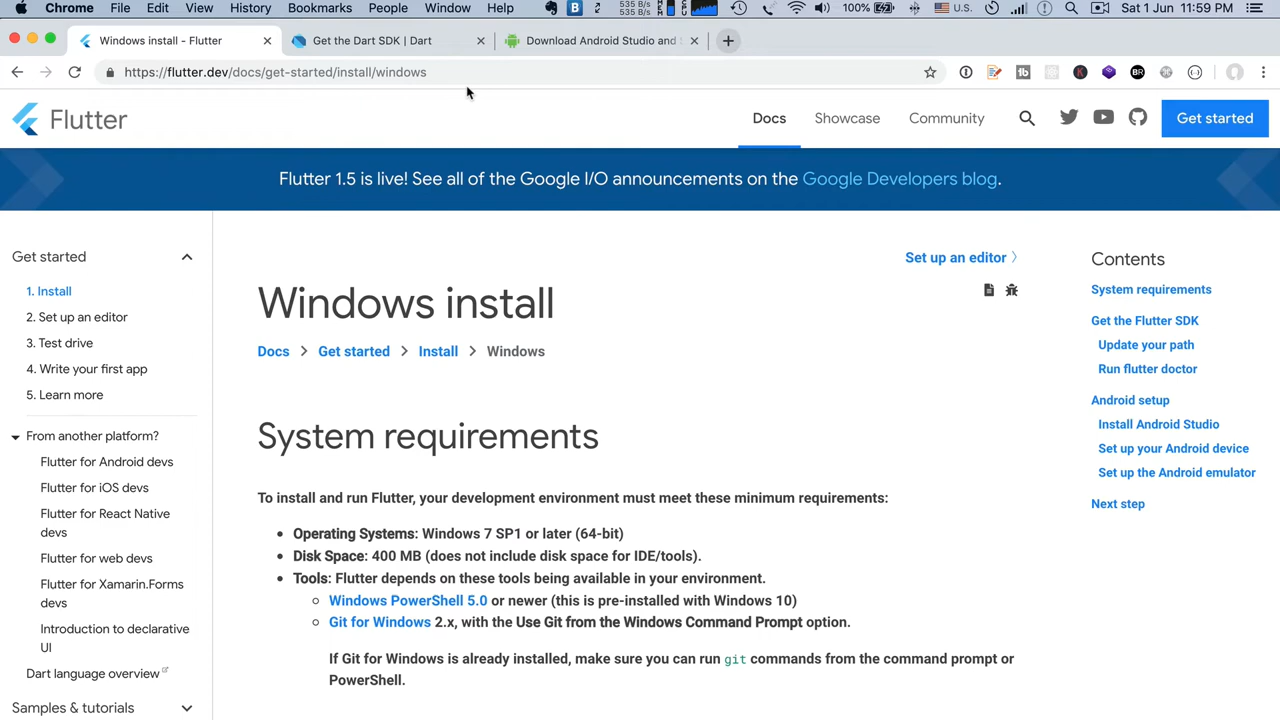 Chrome File Edit View History Bookmarks People Window Help 535 B/s 535 B/s 100% U.S. Sat 1 Jun 11:59 PM
Windows install - Flutter
Get the Dart SDK | Dart
Download Android Studio and
https://flutter.dev/docs/get-started/install/windows
Flutter
Docs Showcase Community Get started
Flutter 1.5 is live! See all of the Google I/O announcements on the Google Developers blog.
Get started
1. Install
2. Set up an editor
3. Test drive
4. Write your first app
5. Learn more
From another platform?
Flutter for Android devs
Flutter for iOS devs
Flutter for React Native
devs
Flutter for web devs
Flutter for Xamarin.Forms
devs
Introduction to declarative
UI
Dart language overview
Samples & tutorials
Set up an editor
Windows install
Docs > Get started > Install > Windows
System requirements
To install and run Flutter, your development environment must meet these minimum requirements:
• Operating Systems: Windows 7 SP1 or later (64-bit)
• Disk Space: 400 MB (does not include disk space for IDE/tools).
• Tools: Flutter depends on these tools being available in your environment.
○ Windows PowerShell 5.0 or newer (this is pre-installed with Windows 10)
○ Git for Windows 2.x, with the Use Git from the Windows Command Prompt option.
If Git for Windows is already installed, make sure you can run git commands from the command prompt or
PowerShell.
Contents
System requirements
Get the Flutter SDK
Update your path
Run flutter doctor
Android setup
Install Android Studio
Set up your Android device
Set up the Android emulator
Next step